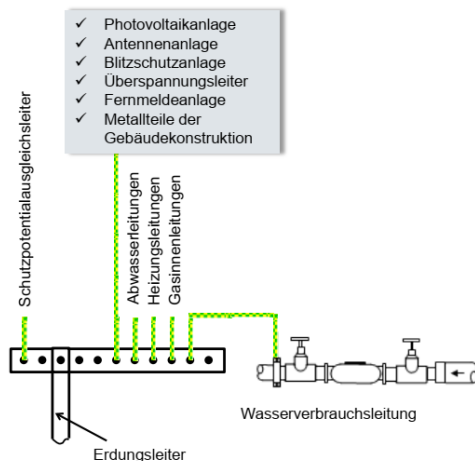 ✓ Photovoltaikanlage
✓ Antennenanlage
✓ Blitzschutzanlage
✓ Überspannungsleiter
✓ Fernmeldeanlage
✓ Metallteile der
Gebäudekonstruktion
Schutzpotentialausgleichsleiter
Abwasserleitungen
Heizungsleitungen
Gasinnenleitungen
Wasserverbrauchsleitung
Erdungsleiter